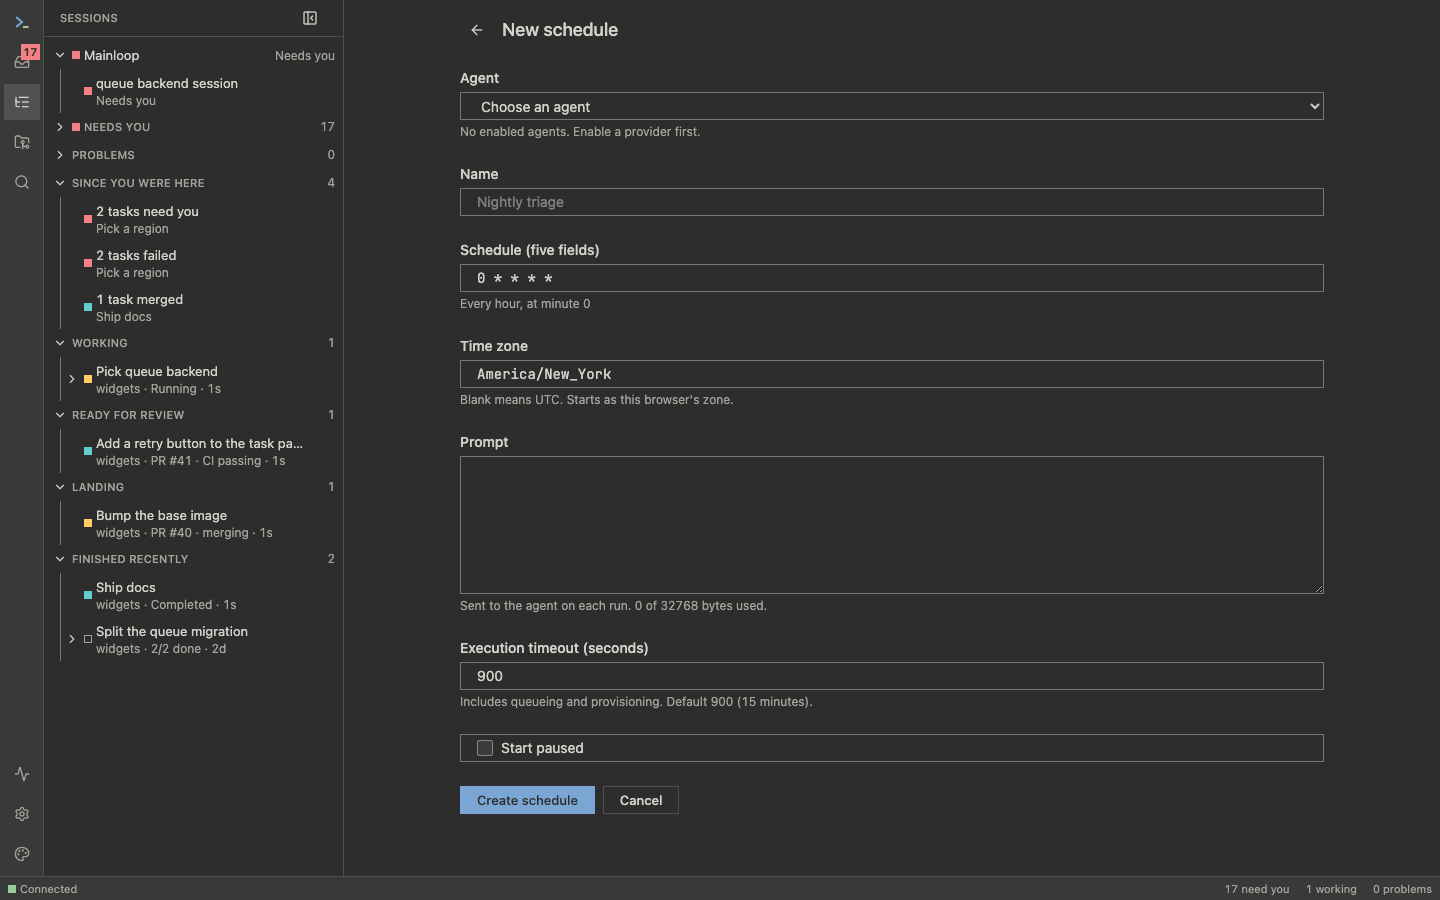 SESSIONS
17
Mainloop
Needs you
queue backend session
Needs you
NEEDS YOU
17
PROBLEMS
0
SINCE YOU WERE HERE
4
2 tasks need you
Pick a region
2 tasks failed
Pick a region
1 task merged
Ship docs
WORKING
1
Pick queue backend
widgets · Running · 1s
READY FOR REVIEW
1
Add a retry button to the task pa...
widgets · PR #41 · CI passing · 1s
LANDING
1
Bump the base image
widgets · PR #40 · merging · 1s
FINISHED RECENTLY
2
Ship docs
widgets · Completed · 1s
Split the queue migration
widgets · 2/2 done · 2d
New schedule
Agent
Choose an agent
No enabled agents. Enable a provider first.
Name
Nightly triage
Schedule (five fields)
0 * * * *
Every hour, at minute 0
Time zone
America/New_York
Blank means UTC. Starts as this browser's zone.
Prompt
Sent to the agent on each run. 0 of 32768 bytes used.
Execution timeout (seconds)
900
Includes queueing and provisioning. Default 900 (15 minutes).
Start paused
Create schedule
Cancel
Connected
17 need you
1 working
0 problems